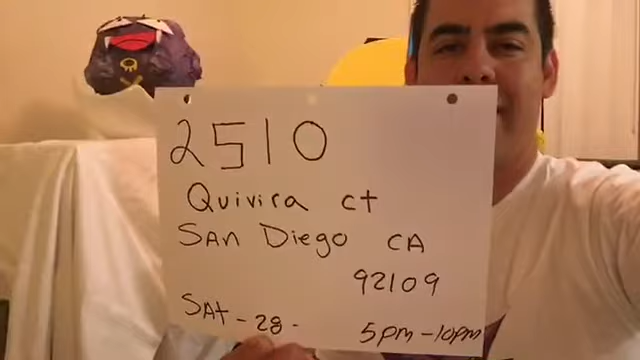 2510
Quivira ct
SAn Diego CA
92109
SAt - 28 -
5pm - 10pm